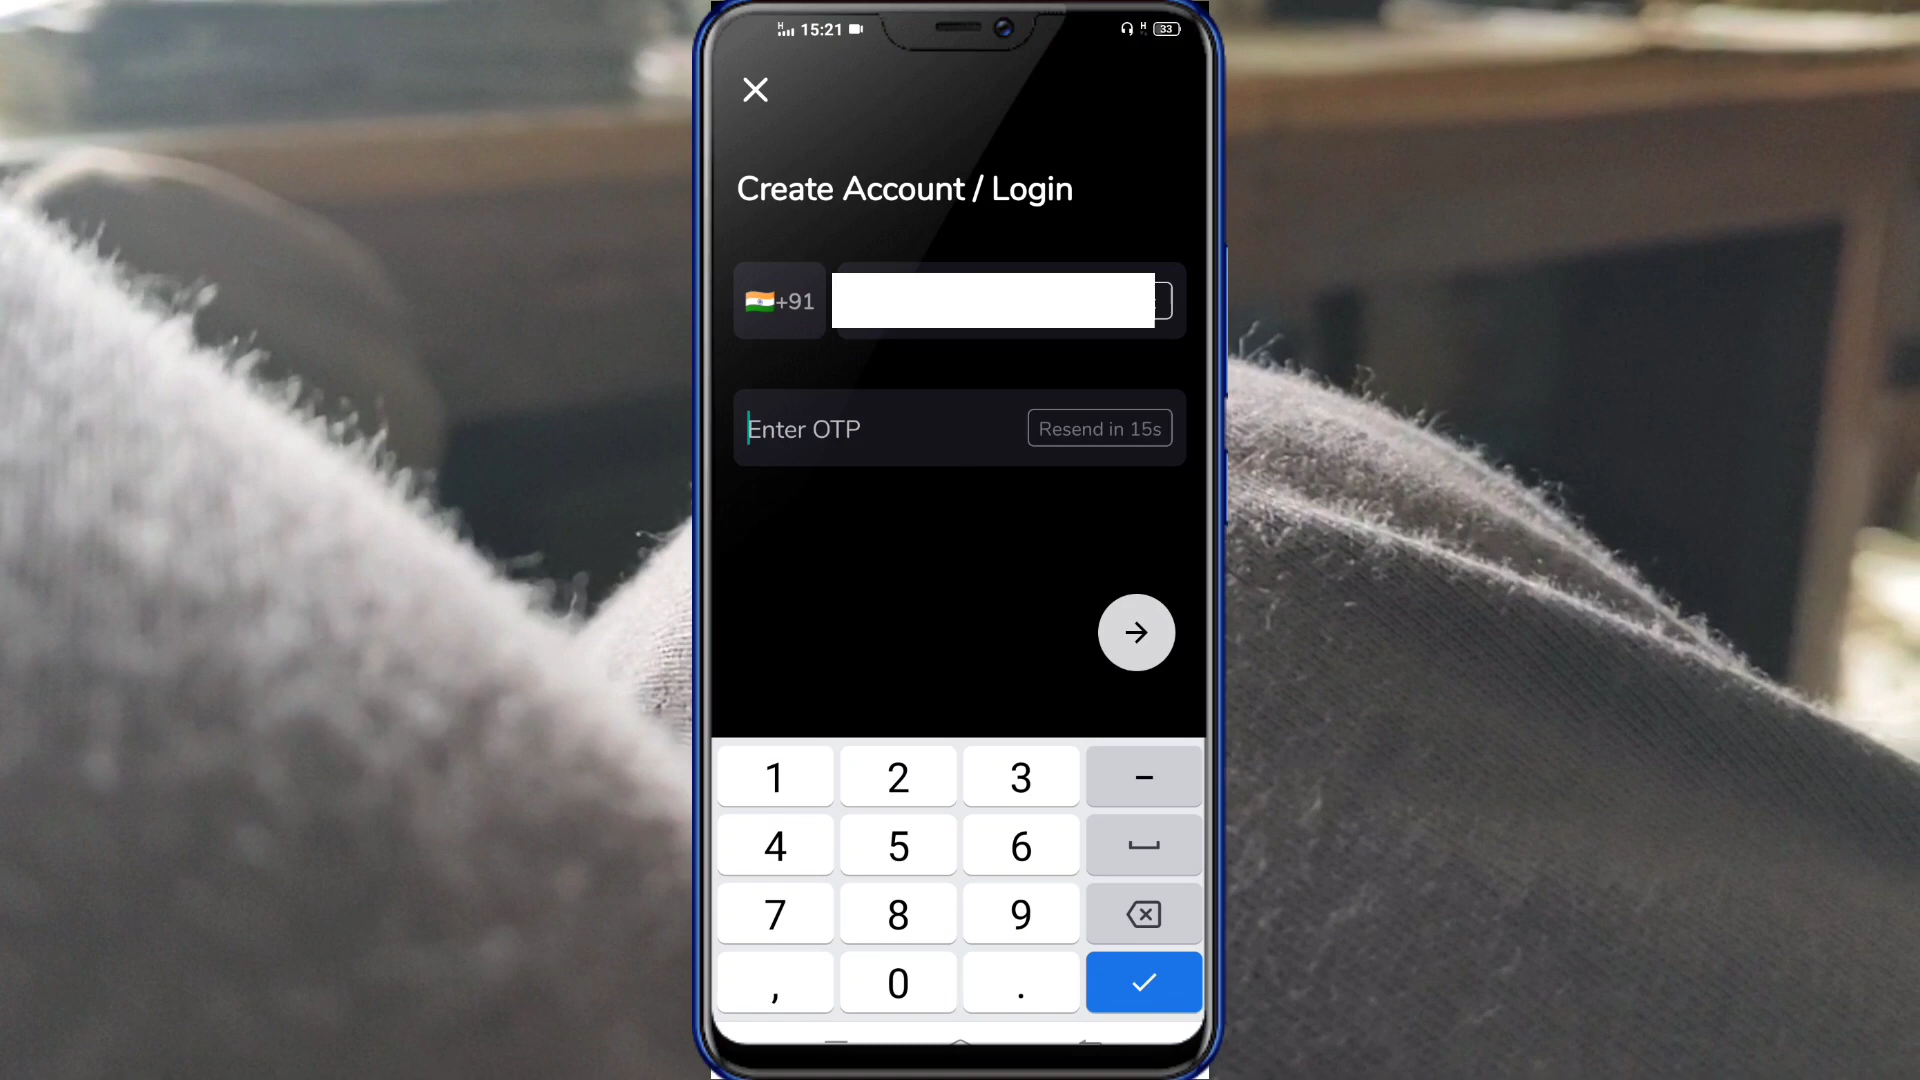 H 15:21 H 33
Create Account / Login
+91
Enter OTP Resend in 15s
1 2 3 –
4 5 6
7 8 9
, 0 .